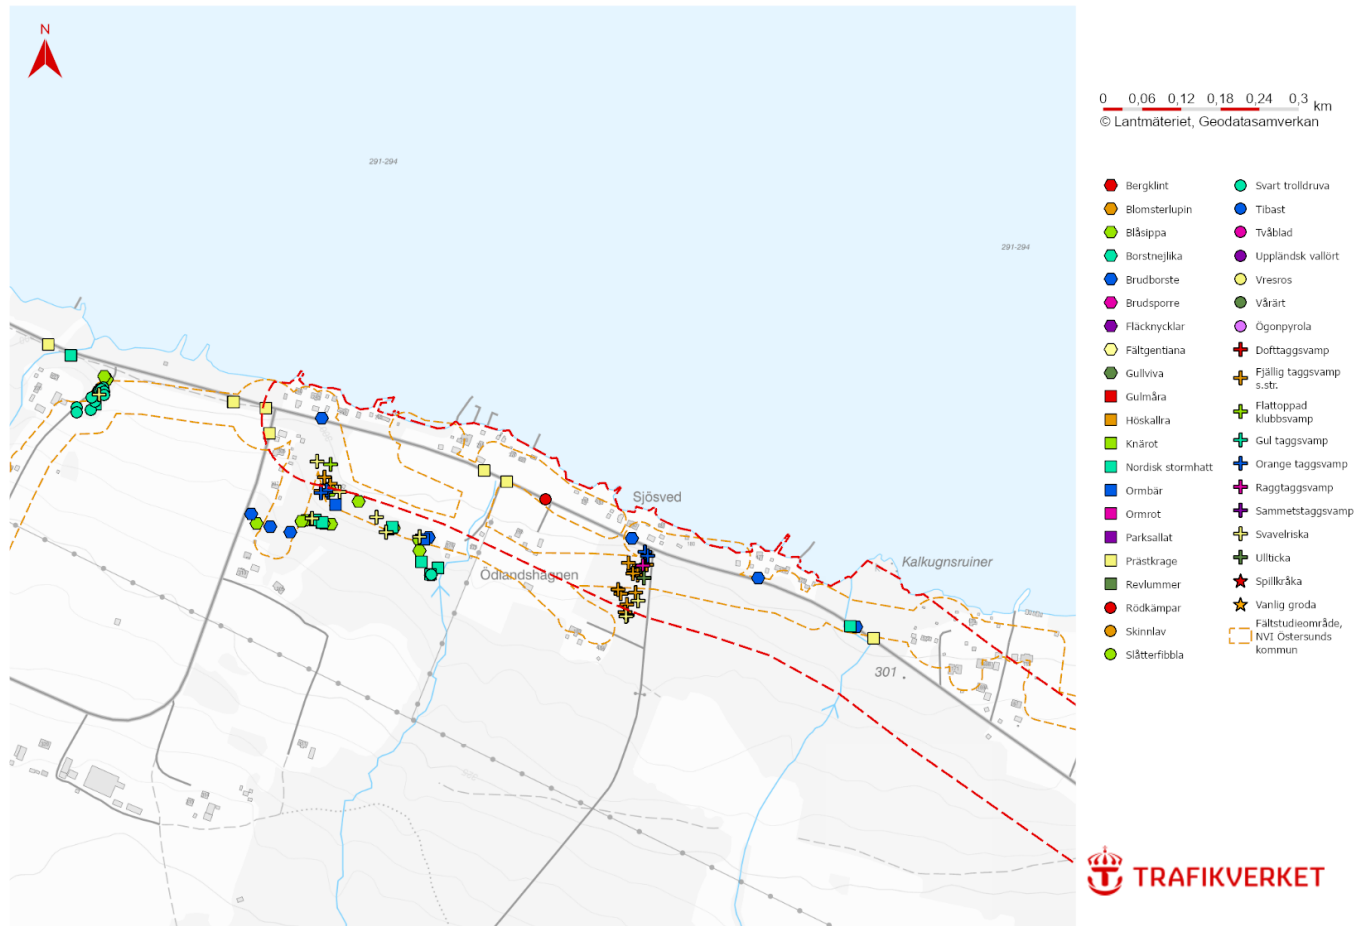 N
291-294
291-294
Sjösved
Kalkugnsruiner
Ödlandshägnen
301
0 0,06 0,12 0,18 0,24 0,3 km
© Lantmäteriet, Geodatasamverkan
Bergklint
Blomsterlupin
Blåsippa
Borstnejlika
Brudborste
Brudsporre
Fläcknycklar
Fältgentiana
Gullviva
Gulmåra
Höskallra
Knärot
Nordisk stormhatt
Ormbär
Ormrot
Parksallat
Prästkrage
Revlummer
Rödkämpar
Skinnlav
Slåtterfibbla
Svart trolldruva
Tibast
Tvåblad
Uppländsk vallört
Vresros
Vårärt
Ögonpyrola
Dofttaggsvamp
Fjällig taggsvamp
s.str.
Flattoppad
klubbsvamp
Gul taggsvamp
Orange taggsvamp
Raggtaggsvamp
Sammetstaggsvamp
Svavelriska
Ullticka
Spillkråka
Vanlig groda
Fältstudieområde,
NVI Östersunds
kommun
TRAFIKVERKET